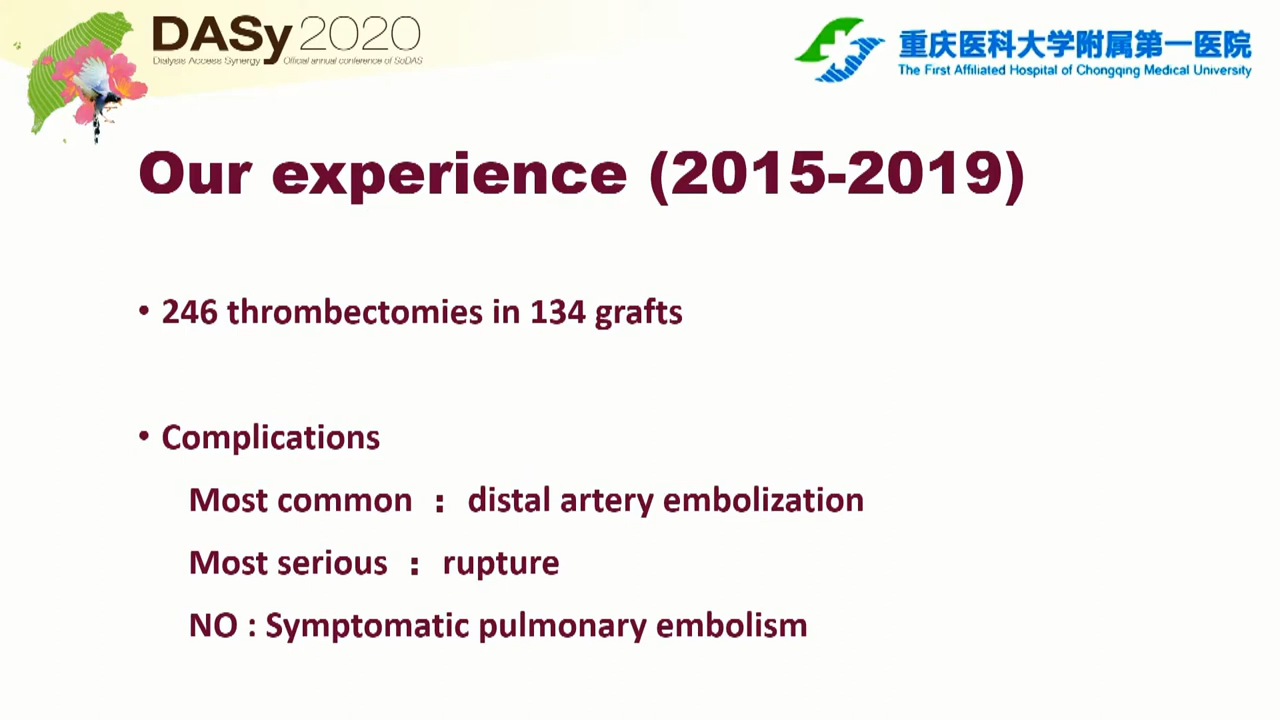 DASy2020
Dialysis Access Synergy Official annual conference of SoDAS
重庆医科大学附属第一医院
The First Affiliated Hospital of Chongqing Medical University
Our experience (2015-2019)
• 246 thrombectomies in 134 grafts
• Complications
Most common ： distal artery embolization
Most serious ： rupture
NO : Symptomatic pulmonary embolism